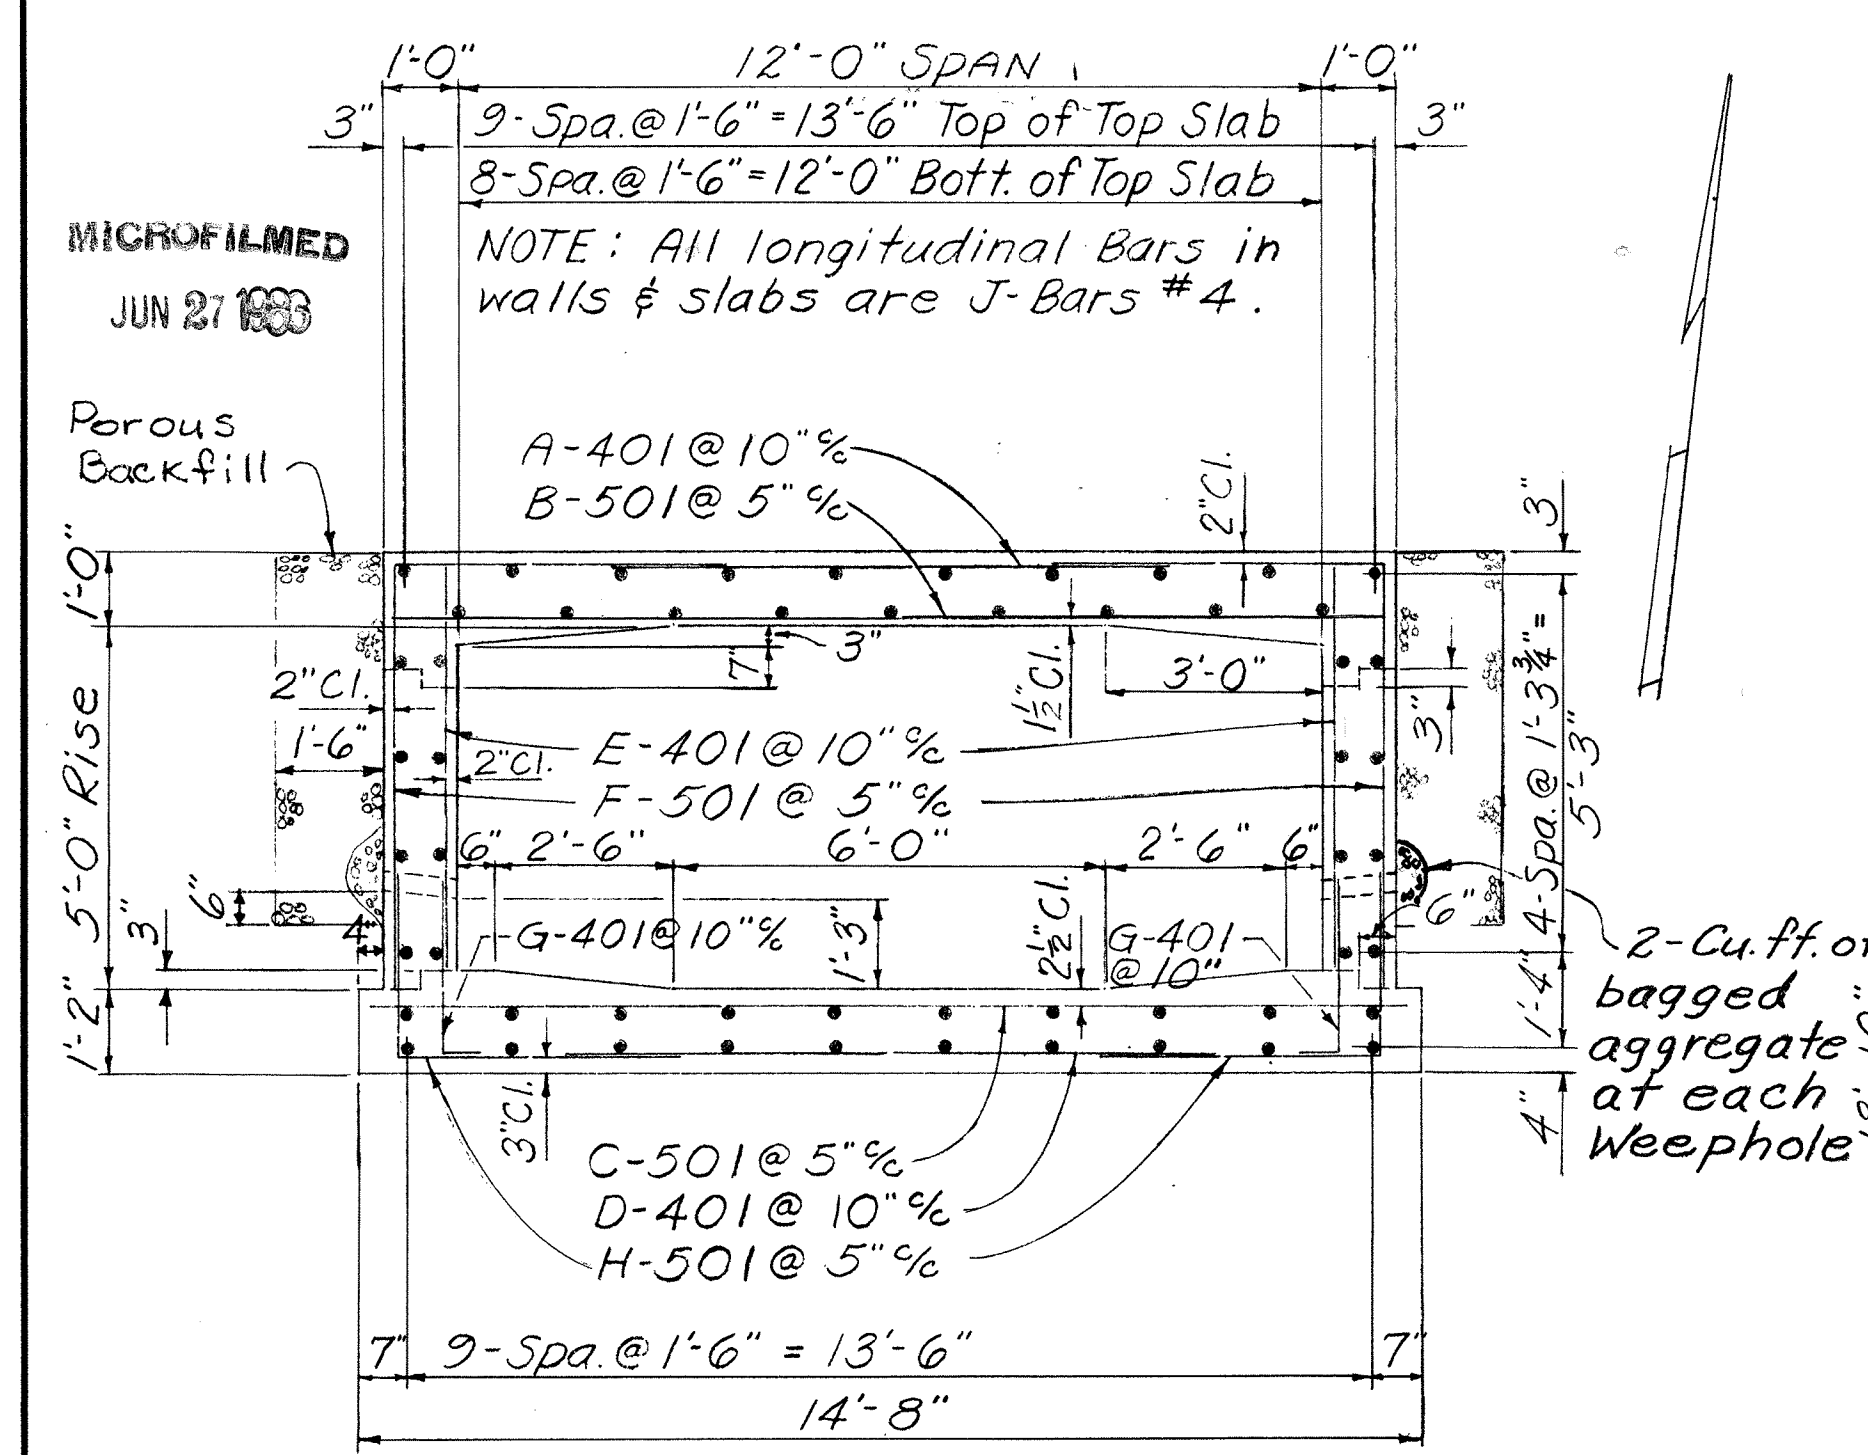 1'-0" 12'-0" SPAN 1'-0"
3" 9-Spa.@ 1'-6" = 13'-6" Top of Top Slab 3"
8-Spa.@ 1'-6" = 12'-0" Bott. of Top Slab
MICROFILMED
JUN 27 1986
NOTE: All longitudinal Bars in
walls & slabs are J-Bars #4.
Porous
Backfill
A-401 @ 10" c/c
B-501 @ 5" c/c
2" Cl.
3"
1'-0"
3"
7"
1½" Cl.
3'-0"
2" Cl.
1'-6"
2" Cl.
E-401 @ 10" c/c
F-501 @ 5" c/c
3"
4-Spa.@ 1'-3¾" =
5'-3"
5'-0" Rise
6" 2'-6" 6'-0" 2'-6" 6"
6"
3"
4"
G-401 @ 10" c/c
1'-3"
2½" Cl.
G-401
@ 10"
6"
1'-2"
1'-4"
4"
2-Cu. ft. of
bagged
aggregate
at each
Weephole
3" Cl.
C-501 @ 5" c/c
D-401 @ 10" c/c
H-501 @ 5" c/c
7" 9-Spa.@ 1'-6" = 13'-6" 7"
14'-8"